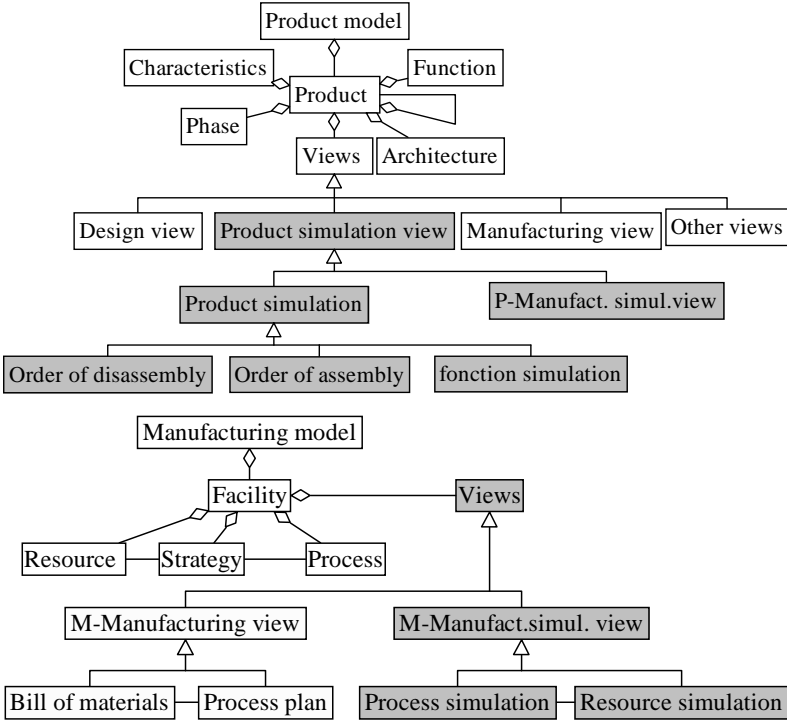 Product model
Characteristics
Function
Product
Phase
Views
Architecture
Design view
Product simulation view
Manufacturing view
Other views
Product simulation
P-Manufact. simul.view
Order of disassembly
Order of assembly
fonction simulation
Manufacturing model
Facility
Views
Resource
Strategy
Process
M-Manufacturing view
M-Manufact.simul. view
Bill of materials
Process plan
Process simulation
Resource simulation